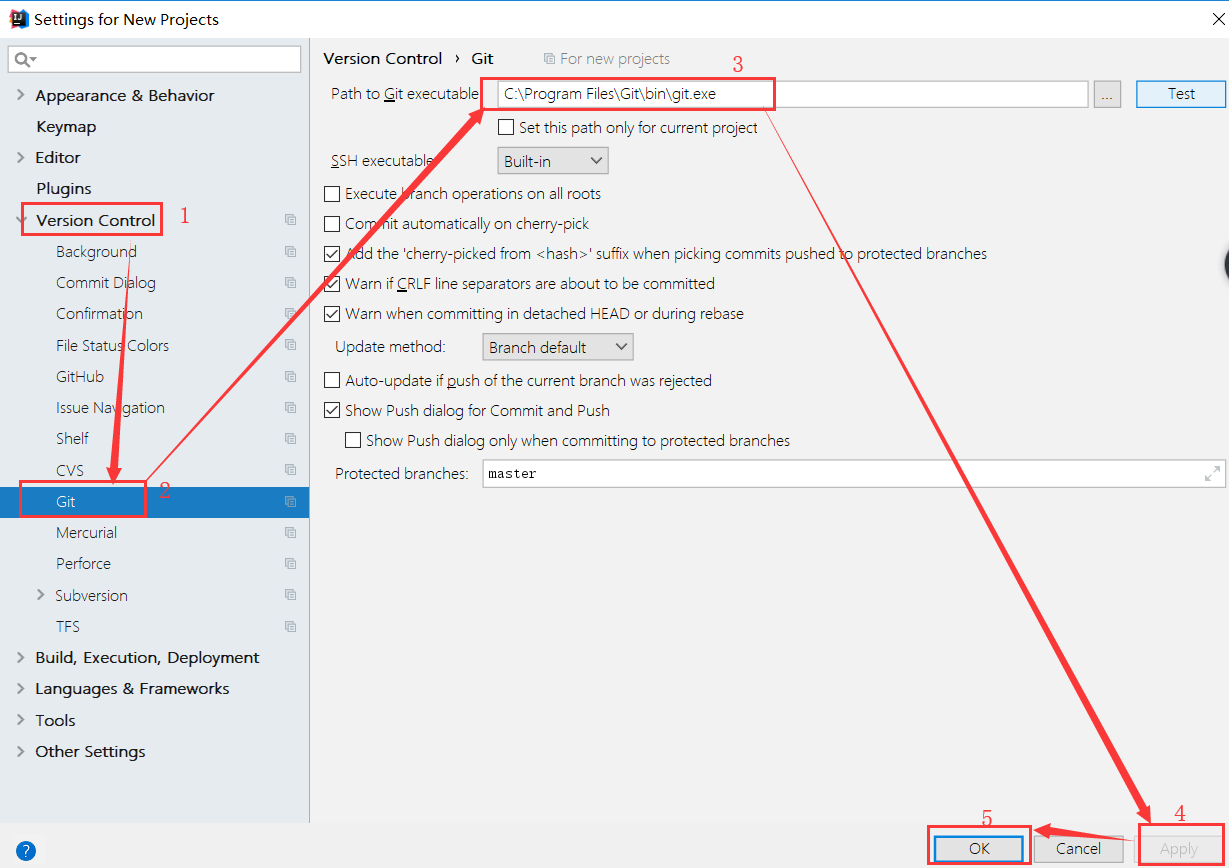 Settings for New Projects
Appearance & Behavior
Keymap
Editor
Plugins
Version Control 1
Background
Commit Dialog
Confirmation
File Status Colors
GitHub
Issue Navigation
Shelf
CVS
Git 2
Mercurial
Perforce
Subversion
TFS
Build, Execution, Deployment
Languages & Frameworks
Tools
Other Settings
?
Version Control › Git For new projects
3
Path to Git executable C:\Program Files\Git\bin\git.exe ... Test
Set this path only for current project
SSH executable Built-in
Execute branch operations on all roots
Commit automatically on cherry-pick
Add the 'cherry-picked from <hash>' suffix when picking commits pushed to protected branches
Warn if CRLF line separators are about to be committed
Warn when committing in detached HEAD or during rebase
Update method: Branch default
Auto-update if push of the current branch was rejected
Show Push dialog for Commit and Push
Show Push dialog only when committing to protected branches
Protected branches: master
5 4
OK Cancel Apply